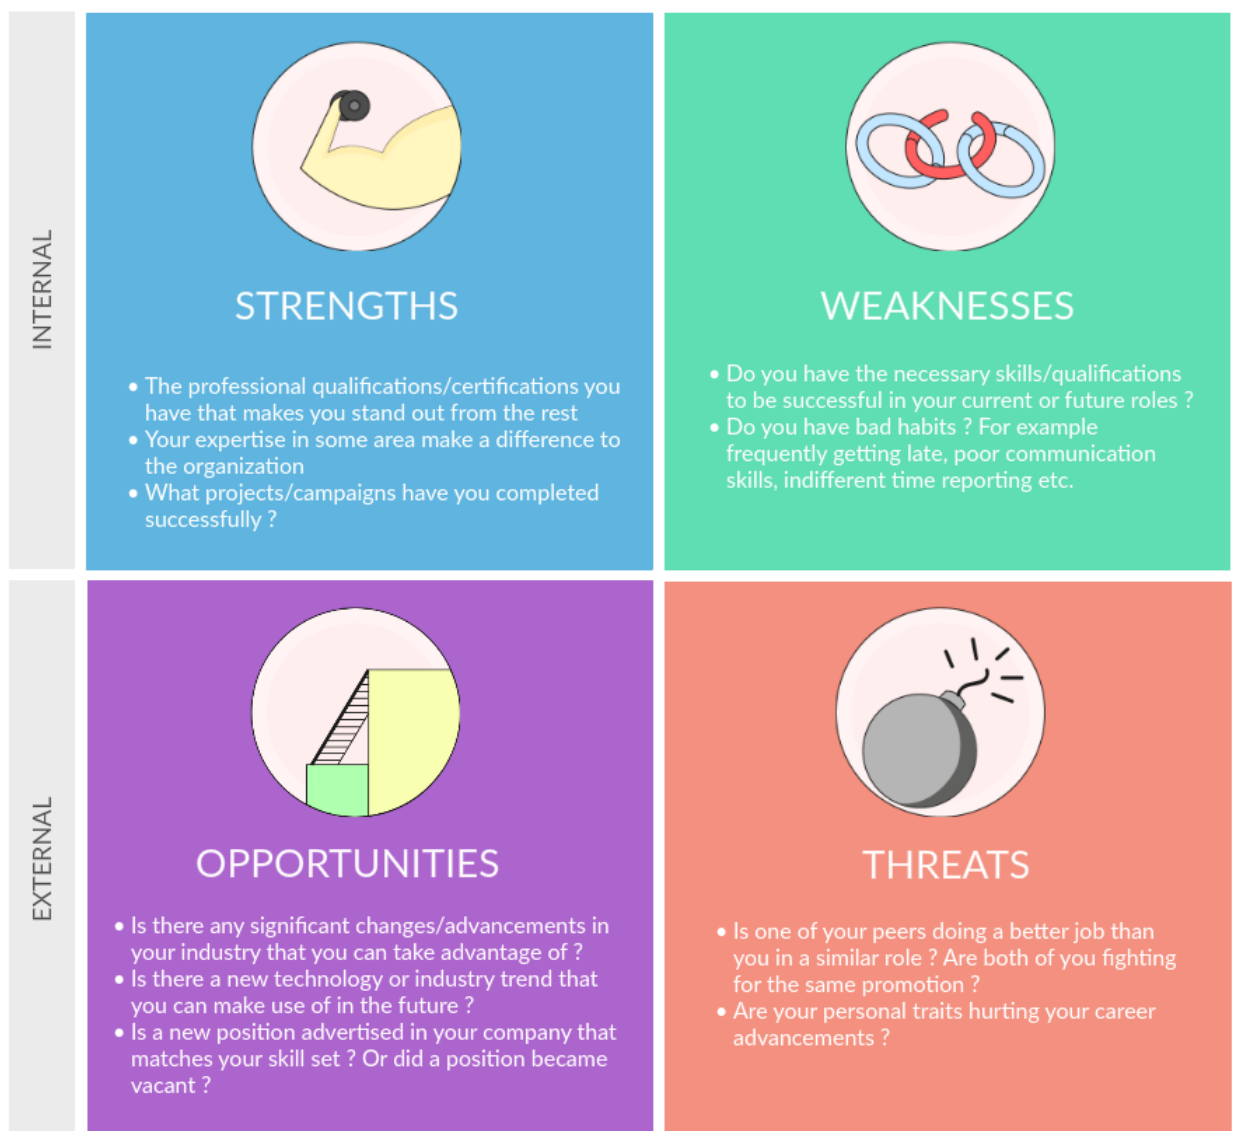 INTERNAL
STRENGTHS
• The professional qualifications/certifications you
have that makes you stand out from the rest
• Your expertise in some area make a difference to
the organization
• What projects/campaigns have you completed
successfully ?
WEAKNESSES
• Do you have the necessary skills/qualifications
to be successful in your current or future roles ?
• Do you have bad habits ? For example
frequently getting late, poor communication
skills, indifferent time reporting etc.
EXTERNAL
OPPORTUNITIES
• Is there any significant changes/advancements in
your industry that you can take advantage of ?
• Is there a new technology or industry trend that
you can make use of in the future ?
• Is a new position advertised in your company that
matches your skill set ? Or did a position became
vacant ?
THREATS
• Is one of your peers doing a better job than
you in a similar role ? Are both of you fighting
for the same promotion ?
• Are your personal traits hurting your career
advancements ?